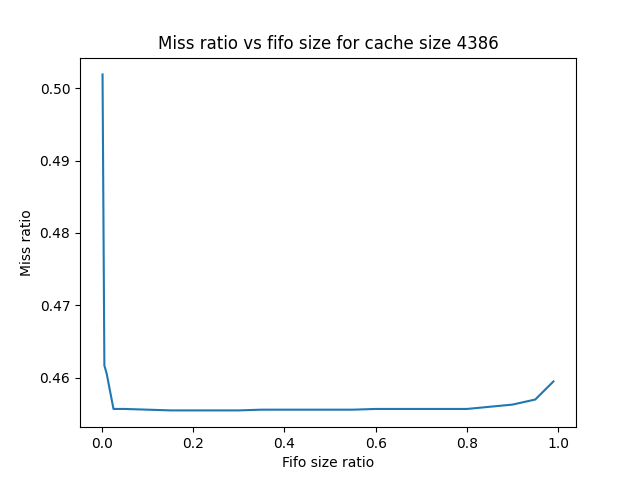 Miss ratio vs fifo size for cache size 4386
0.50
0.49
0.48
0.47
0.46
Miss ratio
0.0 0.2 0.4 0.6 0.8 1.0
Fifo size ratio